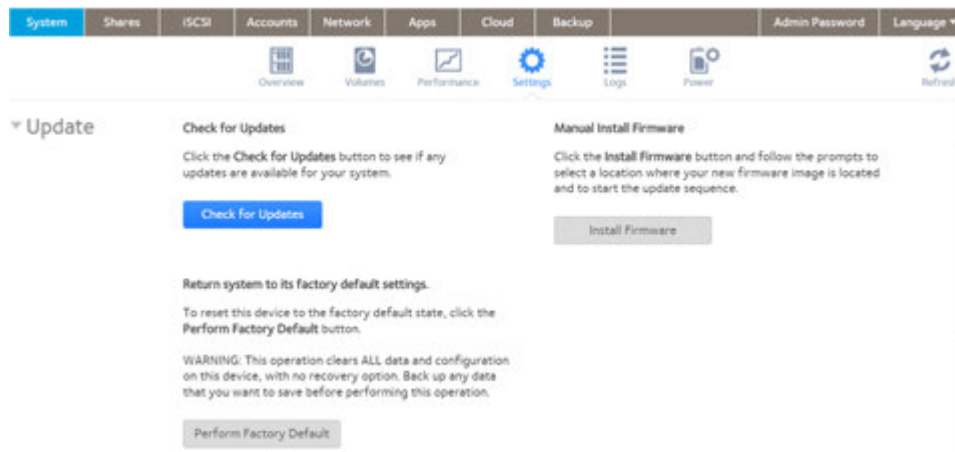 System Shares iSCSI Accounts Network Apps Cloud Backup Admin Password Language
Overview Volumes Performance Settings Logs Power Refresh
Update
Check for Updates
Click the Check for Updates button to see if any
updates are available for your system.
Check for Updates
Manual Install Firmware
Click the Install Firmware button and follow the prompts to
select a location where your new firmware image is located
and to start the update sequence.
Install Firmware
Return system to its factory default settings.
To reset this device to the factory default state, click the
Perform Factory Default button.
WARNING: This operation clears ALL data and configuration
on this device, with no recovery option. Back up any data
that you want to save before performing this operation.
Perform Factory Default